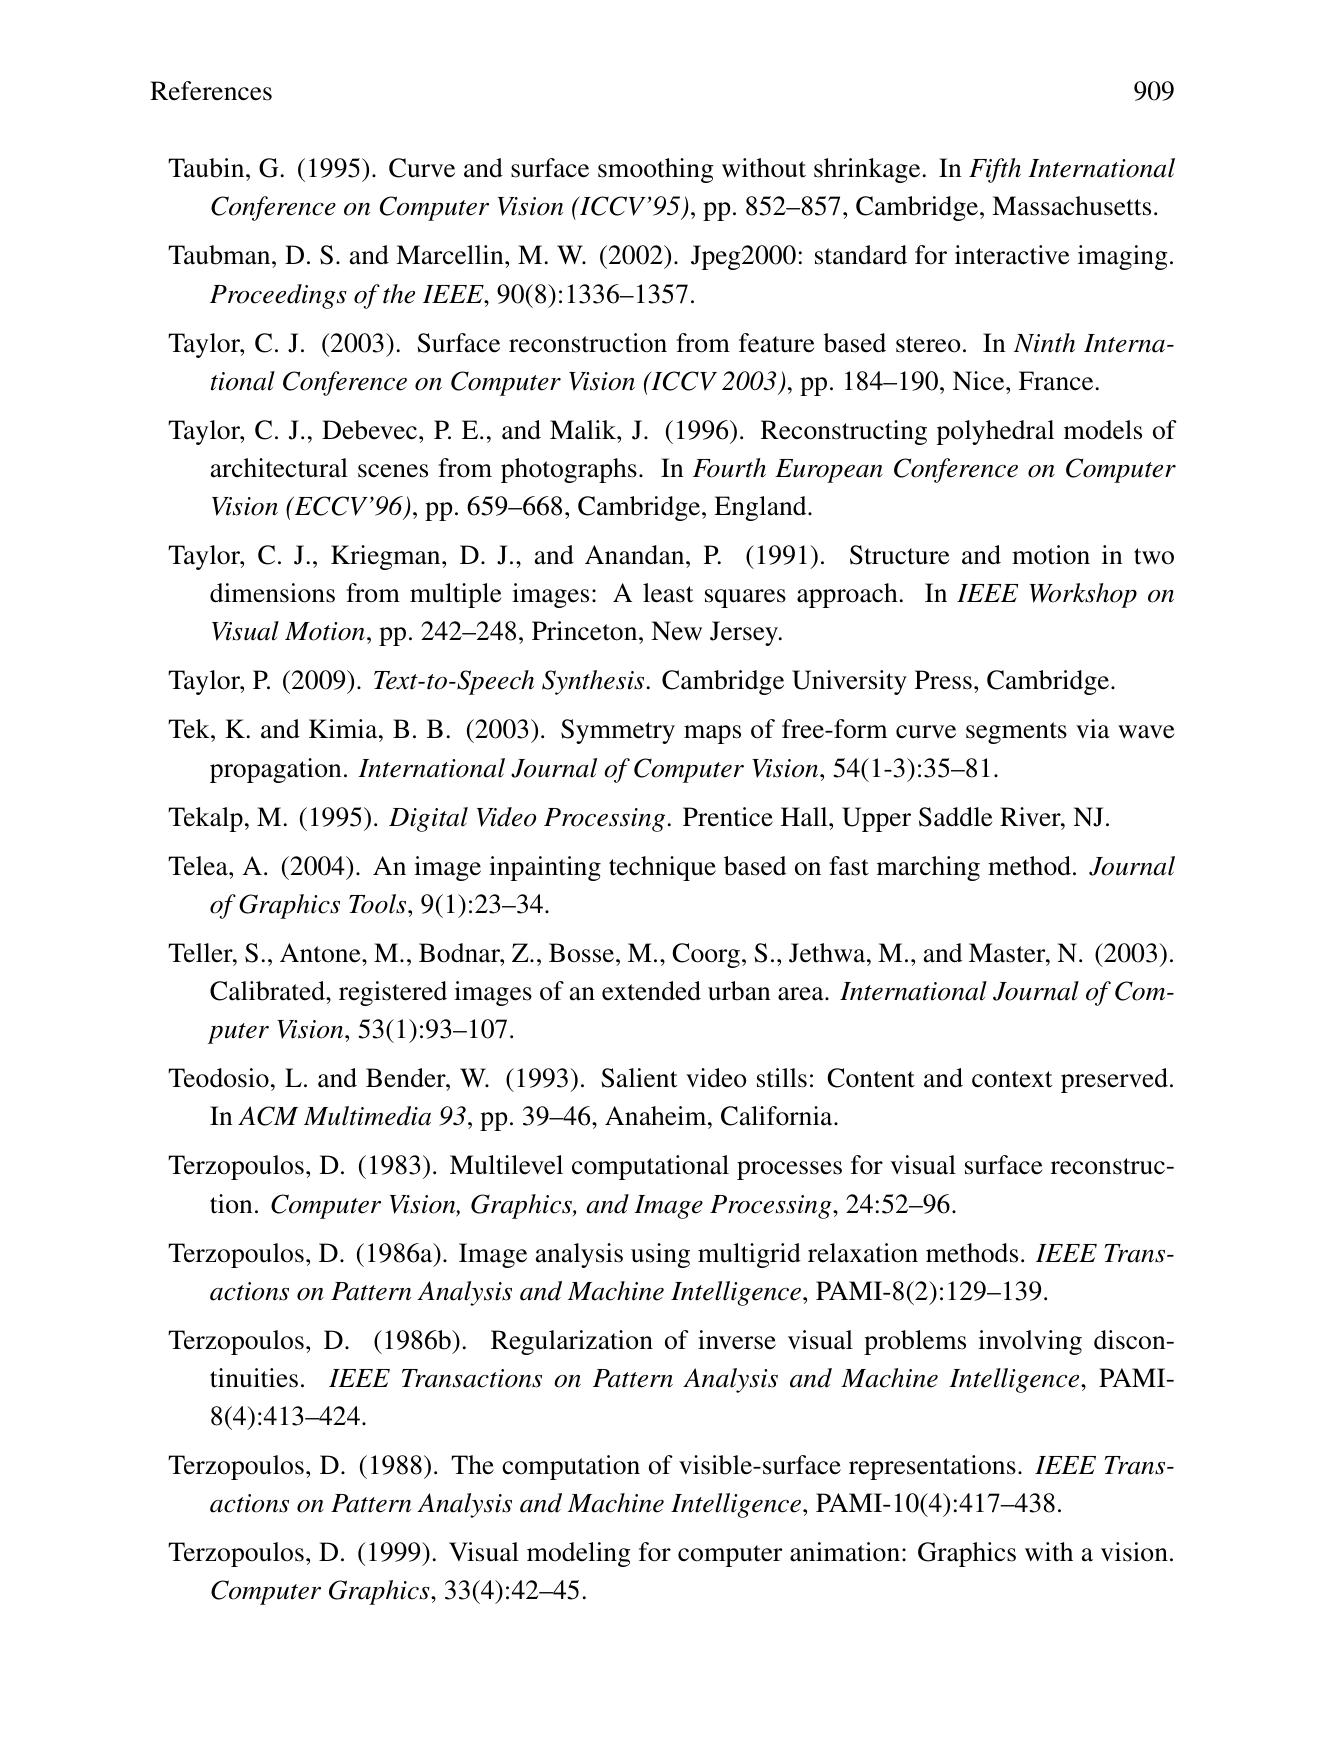 References 909
Taubin, G. (1995). Curve and surface smoothing without shrinkage. In Fifth International
Conference on Computer Vision (ICCV'95), pp. 852–857, Cambridge, Massachusetts.
Taubman, D. S. and Marcellin, M. W. (2002). Jpeg2000: standard for interactive imaging.
Proceedings of the IEEE, 90(8):1336–1357.
Taylor, C. J. (2003). Surface reconstruction from feature based stereo. In Ninth Interna-
tional Conference on Computer Vision (ICCV 2003), pp. 184–190, Nice, France.
Taylor, C. J., Debevec, P. E., and Malik, J. (1996). Reconstructing polyhedral models of
architectural scenes from photographs. In Fourth European Conference on Computer
Vision (ECCV'96), pp. 659–668, Cambridge, England.
Taylor, C. J., Kriegman, D. J., and Anandan, P. (1991). Structure and motion in two
dimensions from multiple images: A least squares approach. In IEEE Workshop on
Visual Motion, pp. 242–248, Princeton, New Jersey.
Taylor, P. (2009). Text-to-Speech Synthesis. Cambridge University Press, Cambridge.
Tek, K. and Kimia, B. B. (2003). Symmetry maps of free-form curve segments via wave
propagation. International Journal of Computer Vision, 54(1-3):35–81.
Tekalp, M. (1995). Digital Video Processing. Prentice Hall, Upper Saddle River, NJ.
Telea, A. (2004). An image inpainting technique based on fast marching method. Journal
of Graphics Tools, 9(1):23–34.
Teller, S., Antone, M., Bodnar, Z., Bosse, M., Coorg, S., Jethwa, M., and Master, N. (2003).
Calibrated, registered images of an extended urban area. International Journal of Com-
puter Vision, 53(1):93–107.
Teodosio, L. and Bender, W. (1993). Salient video stills: Content and context preserved.
In ACM Multimedia 93, pp. 39–46, Anaheim, California.
Terzopoulos, D. (1983). Multilevel computational processes for visual surface reconstruc-
tion. Computer Vision, Graphics, and Image Processing, 24:52–96.
Terzopoulos, D. (1986a). Image analysis using multigrid relaxation methods. IEEE Trans-
actions on Pattern Analysis and Machine Intelligence, PAMI-8(2):129–139.
Terzopoulos, D. (1986b). Regularization of inverse visual problems involving discon-
tinuities. IEEE Transactions on Pattern Analysis and Machine Intelligence, PAMI-
8(4):413–424.
Terzopoulos, D. (1988). The computation of visible-surface representations. IEEE Trans-
actions on Pattern Analysis and Machine Intelligence, PAMI-10(4):417–438.
Terzopoulos, D. (1999). Visual modeling for computer animation: Graphics with a vision.
Computer Graphics, 33(4):42–45.